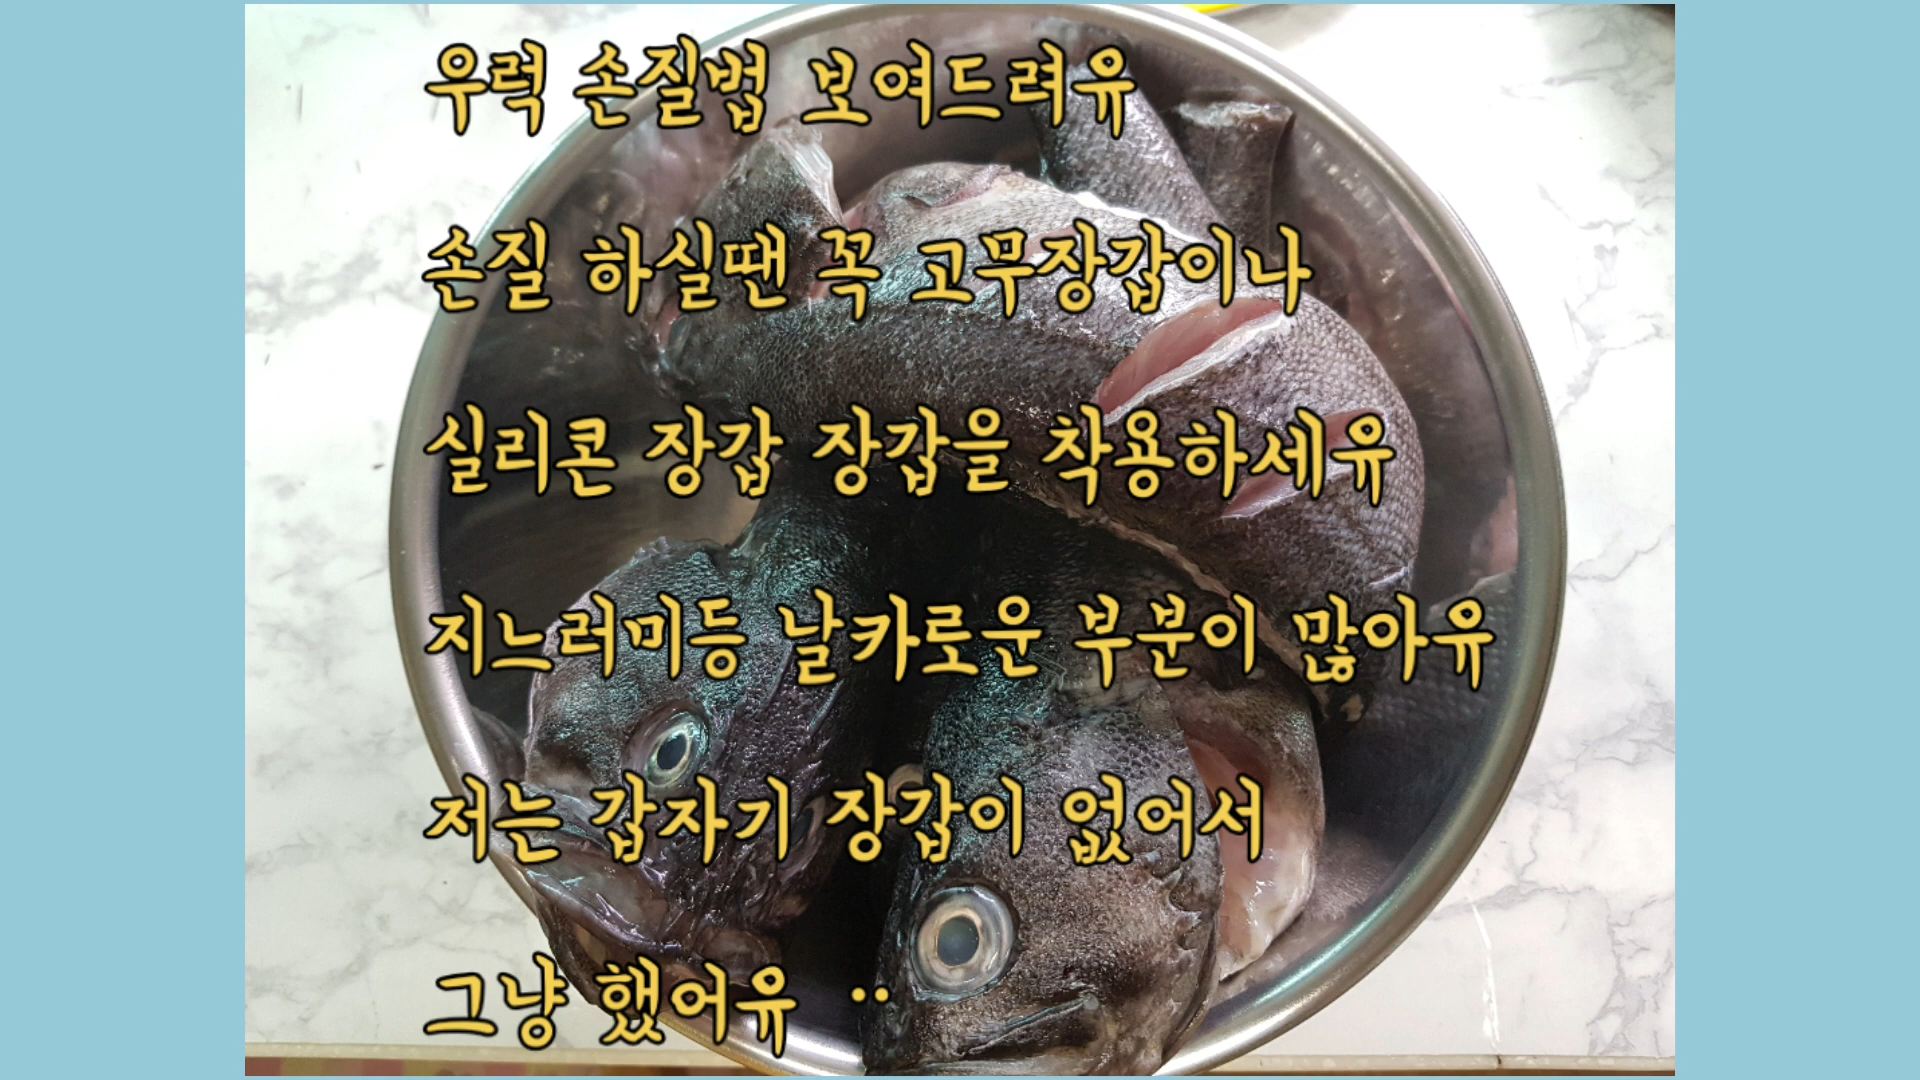 우럭 손질법 보여드려유
손질 하실땐 꼭 고무장갑이나
실리콘 장갑 장갑을 착용하세유
지느러미등 날카로운 부분이 많아유
저는 갑자기 장갑이 없어서
그냥 했어유 ..